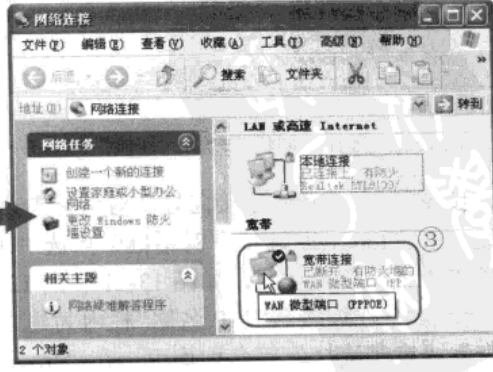 网络连接
文件(F) 编辑(E) 查看(V) 收藏(A) 工具(T) 高级(N) 帮助(H)
后退 搜索 文件夹
地址(D) 网络连接 转到
网络任务
创建一个新的连接
设置家庭或小型办公网络
更改 Windows 防火墙设置
相关主题
网络疑难解答程序
LAN 或高速 Internet
本地连接
已连接上，有防火
Realtek RTL8139/
宽带
③
宽带连接
已断开，有防火墙的
WAN 微型端口 (PP...
WAN 微型端口 (PPPOE)
2 个对象